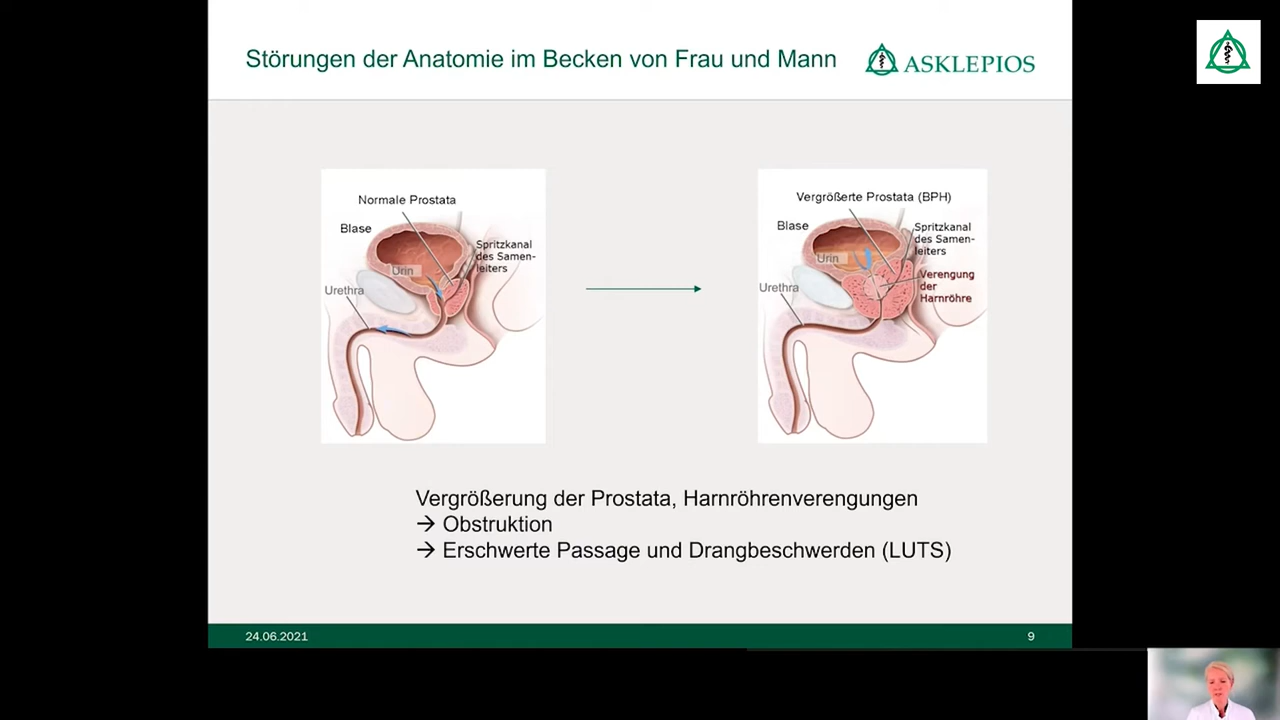 Störungen der Anatomie im Becken von Frau und Mann
ASKLEPIOS
Normale Prostata
Blase
Spritzkanal
des Samen-
leiters
Urin
Urethra
Vergrößerte Prostata (BPH)
Blase
Spritzkanal
des Samen-
leiters
Urin
Verengung
der
Harnröhre
Urethra
Vergrößerung der Prostata, Harnröhrenverengungen
→ Obstruktion
→ Erschwerte Passage und Drangbeschwerden (LUTS)
24.06.2021
9